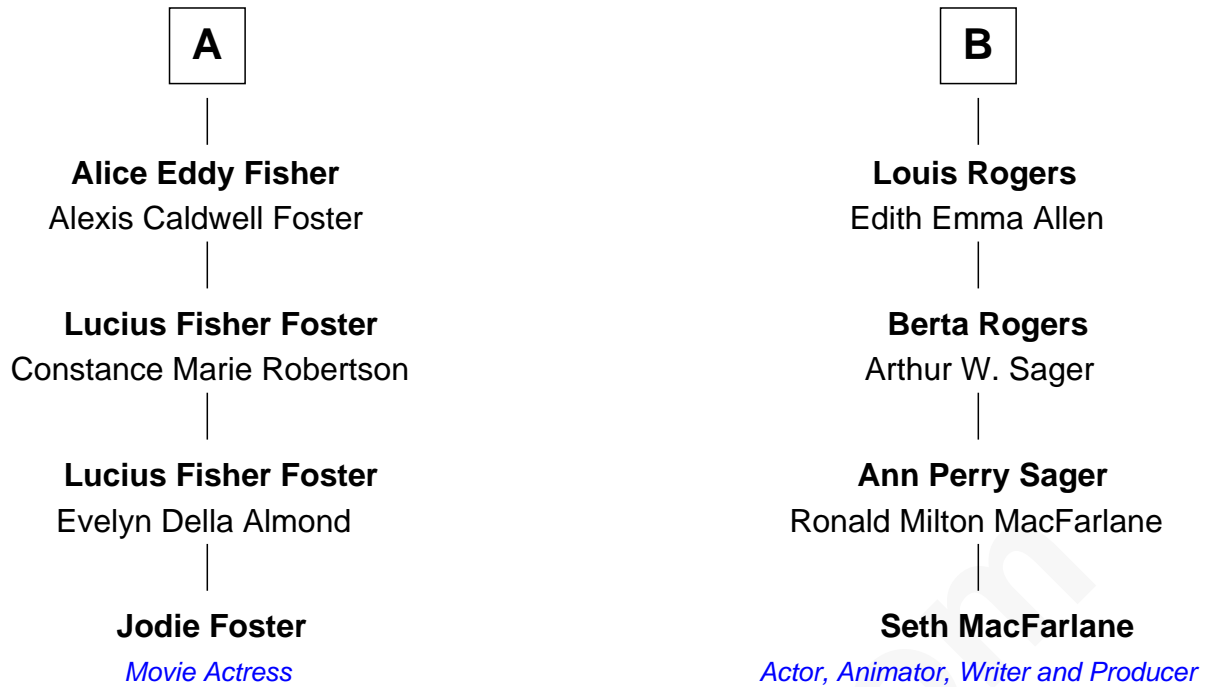 A
B
Alice Eddy Fisher
Alexis Caldwell Foster
Louis Rogers
Edith Emma Allen
Lucius Fisher Foster
Constance Marie Robertson
Berta Rogers
Arthur W. Sager
Lucius Fisher Foster
Evelyn Della Almond
Ann Perry Sager
Ronald Milton MacFarlane
Jodie Foster
Movie Actress
Seth MacFarlane
Actor, Animator, Writer and Producer